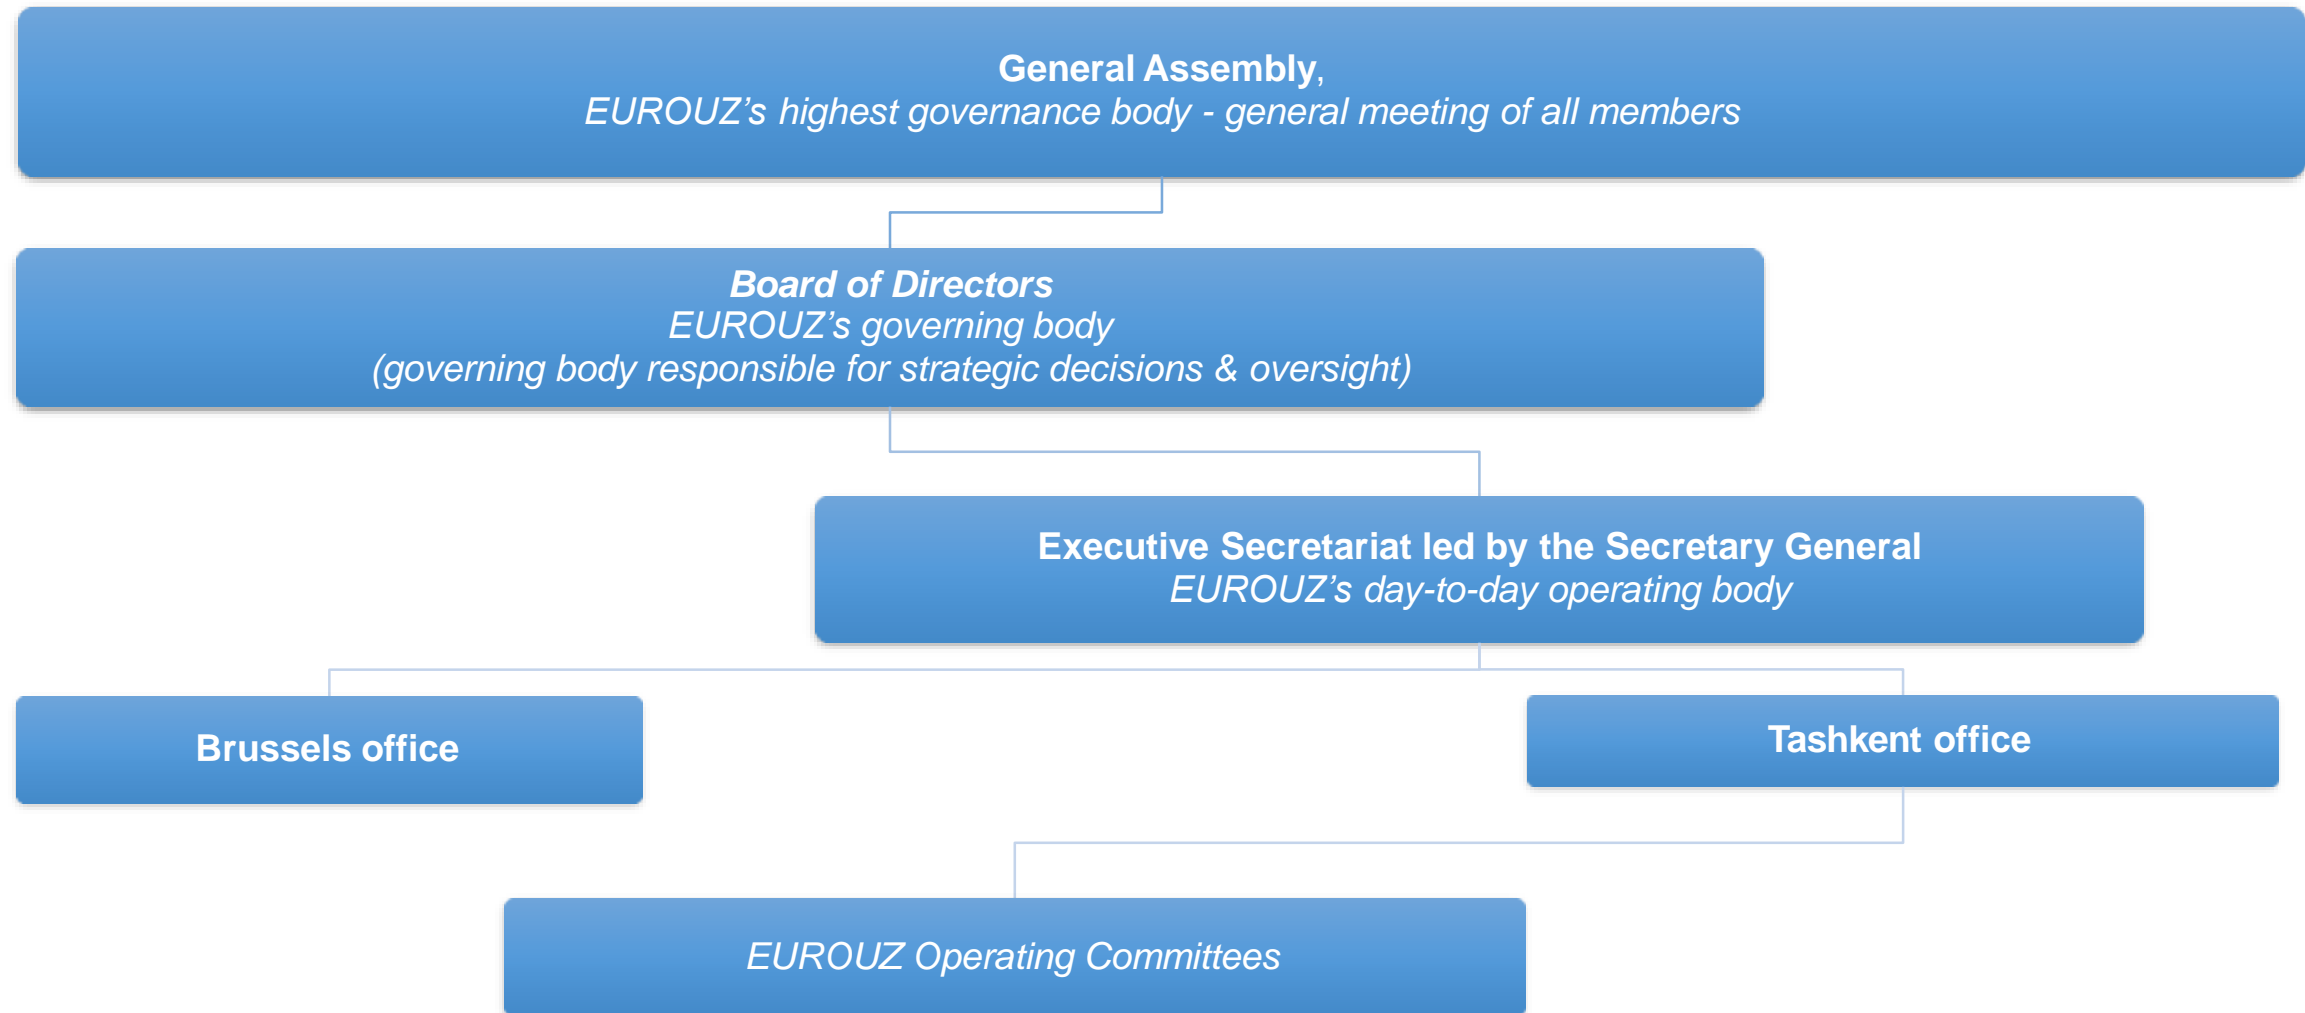 General Assembly,
EUROUZ’s highest governance body - general meeting of all members
Board of Directors
EUROUZ’s governing body
(governing body responsible for strategic decisions & oversight)
Executive Secretariat led by the Secretary General
EUROUZ’s day-to-day operating body
Brussels office
Tashkent office
EUROUZ Operating Committees